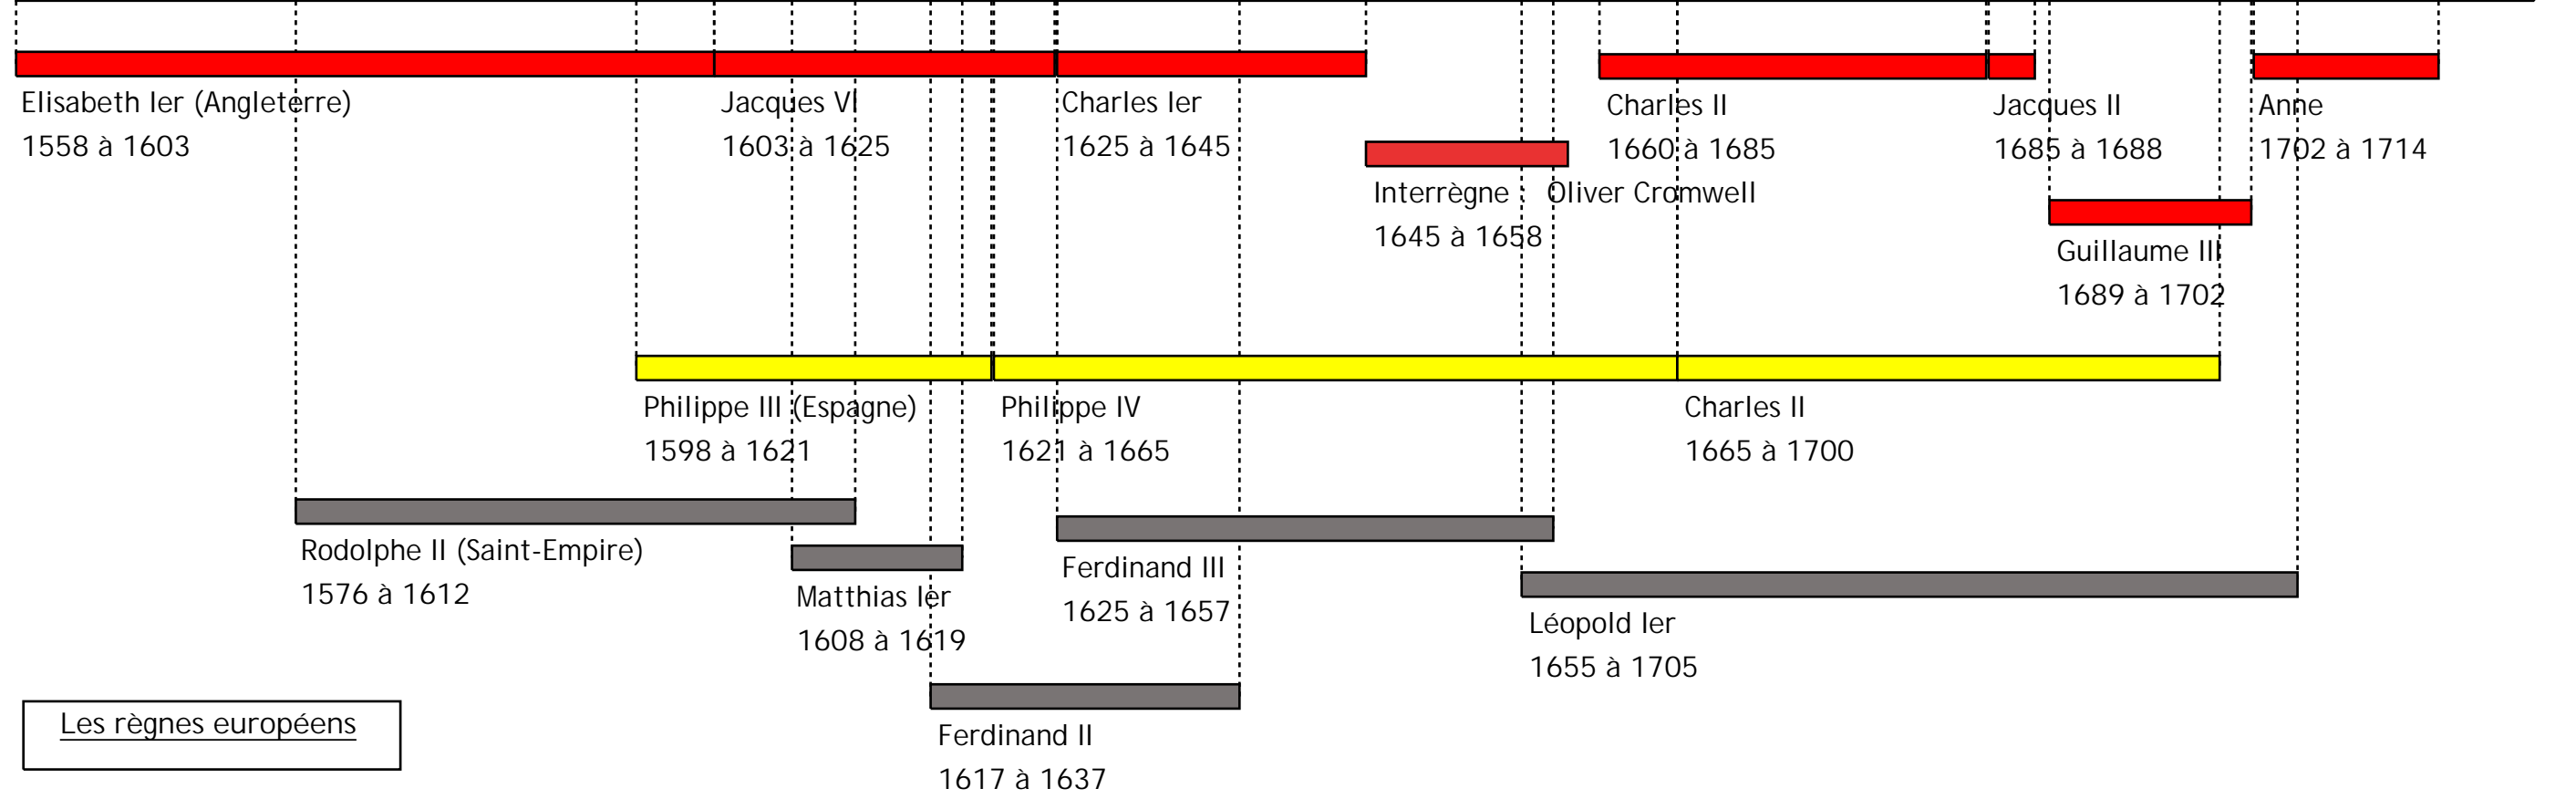 Elisabeth Ier (Angleterre)
1558 à 1603
Jacques VI
1603 à 1625
Charles Ier
1625 à 1645
Interrègne : Oliver Cromwell
1645 à 1658
Charles II
1660 à 1685
Jacques II
1685 à 1688
Guillaume III
1689 à 1702
Anne
1702 à 1714
Philippe III (Espagne)
1598 à 1621
Philippe IV
1621 à 1665
Charles II
1665 à 1700
Rodolphe II (Saint-Empire)
1576 à 1612
Matthias Ier
1608 à 1619
Ferdinand II
1617 à 1637
Ferdinand III
1625 à 1657
Léopold Ier
1655 à 1705
Les règnes européens